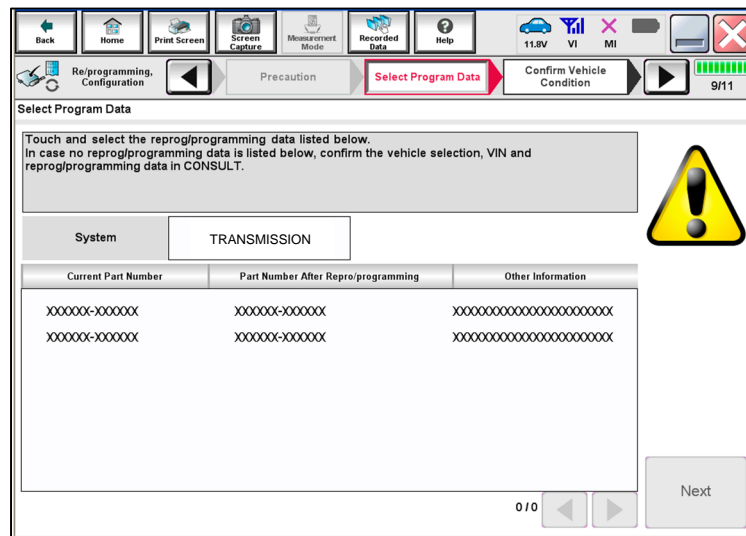 Back
Home
Print Screen
Screen
Capture
Measurement
Mode
Recorded
Data
Help
11.8V
VI
MI
Re/programming,
Configuration
Precaution
Select Program Data
Confirm Vehicle
Condition
9/11
Select Program Data
Touch and select the reprog/programming data listed below.
In case no reprog/programming data is listed below, confirm the vehicle selection, VIN and
reprog/programming data in CONSULT.
System
TRANSMISSION
Current Part Number
Part Number After Repro/programming
Other Information
XXXXXX-XXXXXX XXXXXX-XXXXXX XXXXXXXXXXXXXXXXXXXXXXX
XXXXXX-XXXXXX XXXXXX-XXXXXX XXXXXXXXXXXXXXXXXXXXXXX
0/0
Next